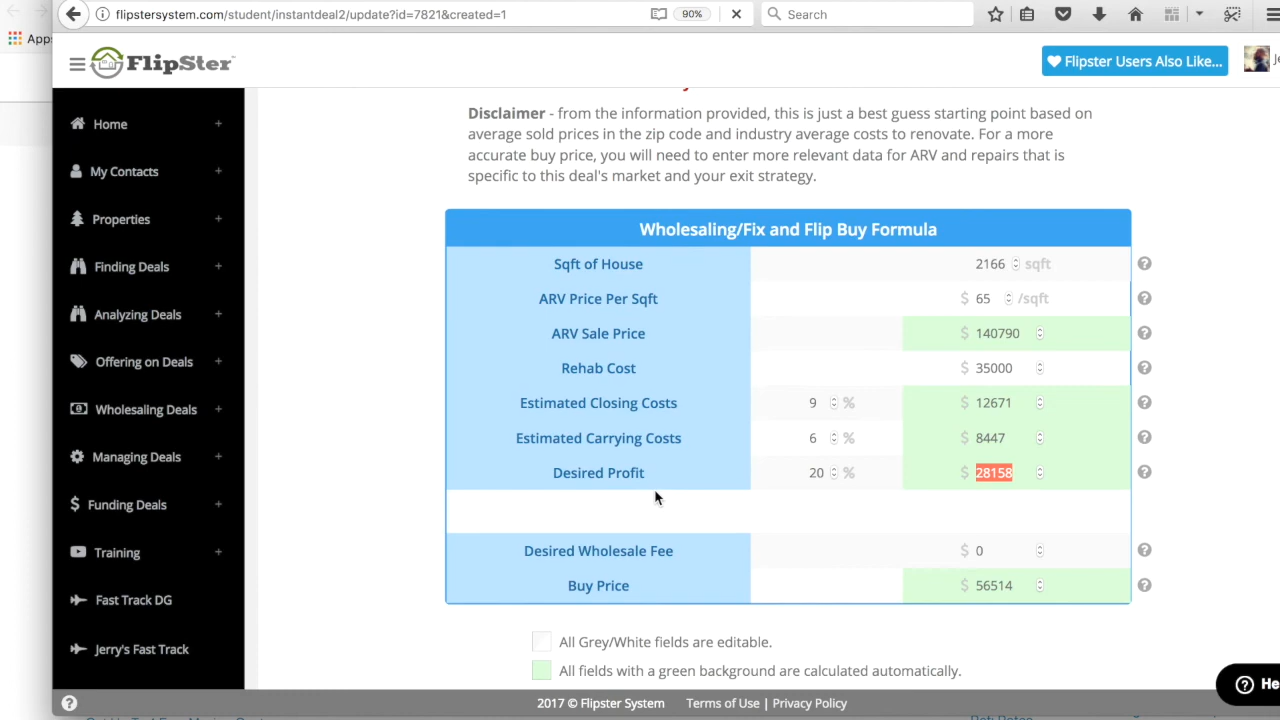 flipstersystem.com/student/instantdeal2/update?id=7821&created=1
90%
Search
Apps
FlipSter
Flipster Users Also Like...
Home +
My Contacts +
Properties +
Finding Deals +
Analyzing Deals +
Offering on Deals +
Wholesaling Deals +
Managing Deals +
Funding Deals +
Training +
Fast Track DG
Jerry's Fast Track
Disclaimer - from the information provided, this is just a best guess starting point based on
average sold prices in the zip code and industry average costs to renovate. For a more
accurate buy price, you will need to enter more relevant data for ARV and repairs that is
specific to this deal's market and your exit strategy.
Wholesaling/Fix and Flip Buy Formula
Sqft of House 2166 sqft ?
ARV Price Per Sqft $ 65 /sqft ?
ARV Sale Price $ 140790 ?
Rehab Cost $ 35000 ?
Estimated Closing Costs 9 % $ 12671 ?
Estimated Carrying Costs 6 % $ 8447 ?
Desired Profit 20 % $ 28158 ?
Desired Wholesale Fee $ 0 ?
Buy Price $ 56514 ?
All Grey/White fields are editable.
All fields with a green background are calculated automatically.
? He
? 2017 © Flipster System Terms of Use | Privacy Policy